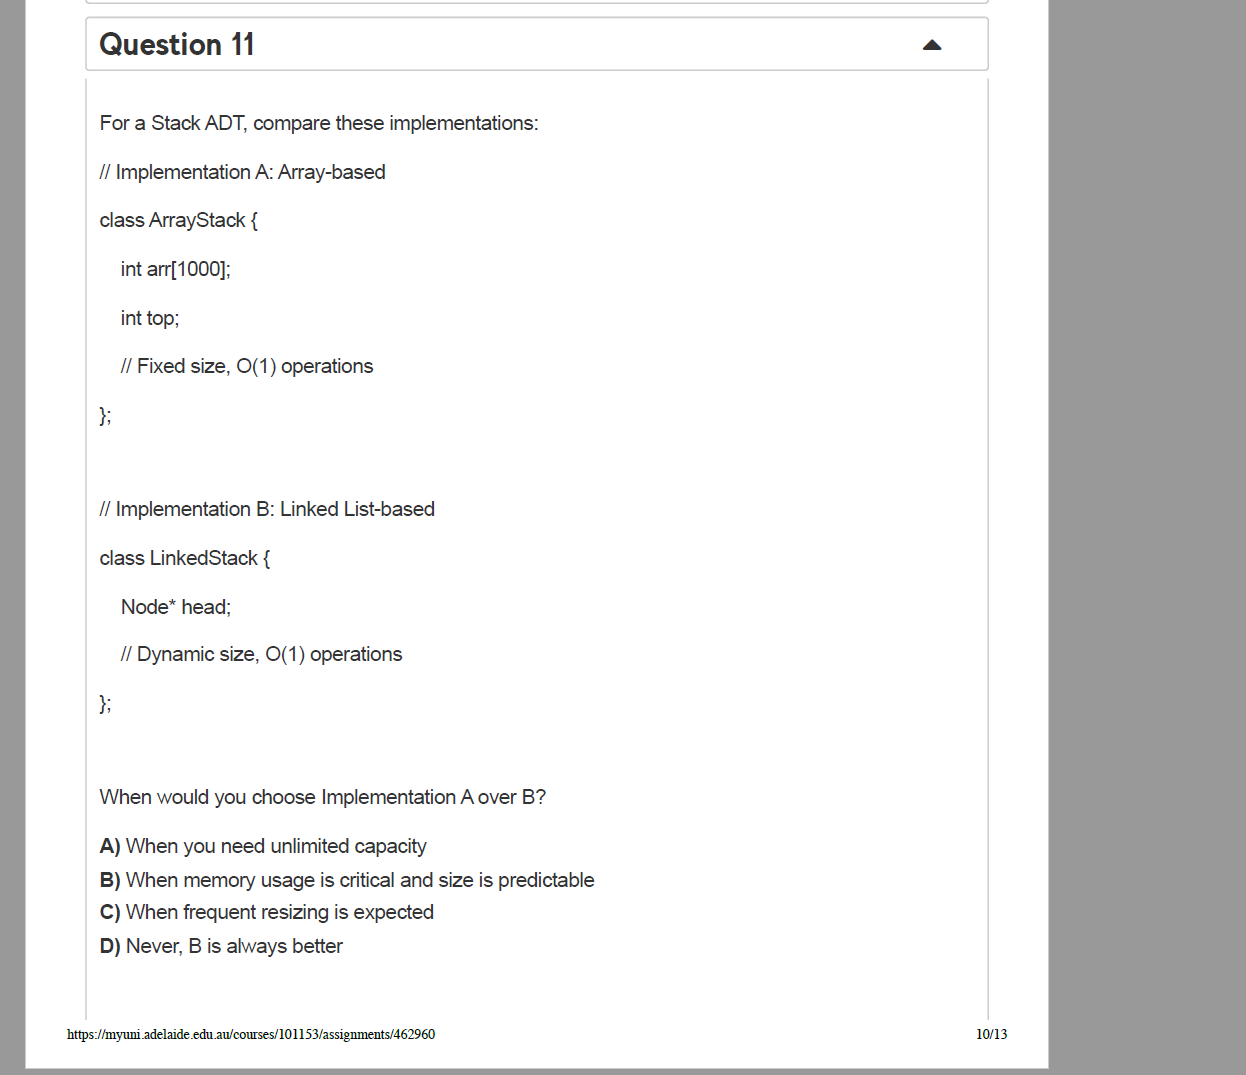 Question 11
For a Stack ADT, compare these implementations:
// Implementation A: Array-based
class ArrayStack {
int arr[1000];
int top;
// Fixed size, O(1) operations
};
// Implementation B: Linked List-based
class LinkedStack {
Node* head;
// Dynamic size, O(1) operations
};
When would you choose Implementation A over B?
A) When you need unlimited capacity
B) When memory usage is critical and size is predictable
C) When frequent resizing is expected
D) Never, B is always better
https://myuni.adelaide.edu.au/courses/101153/assignments/462960 10/13